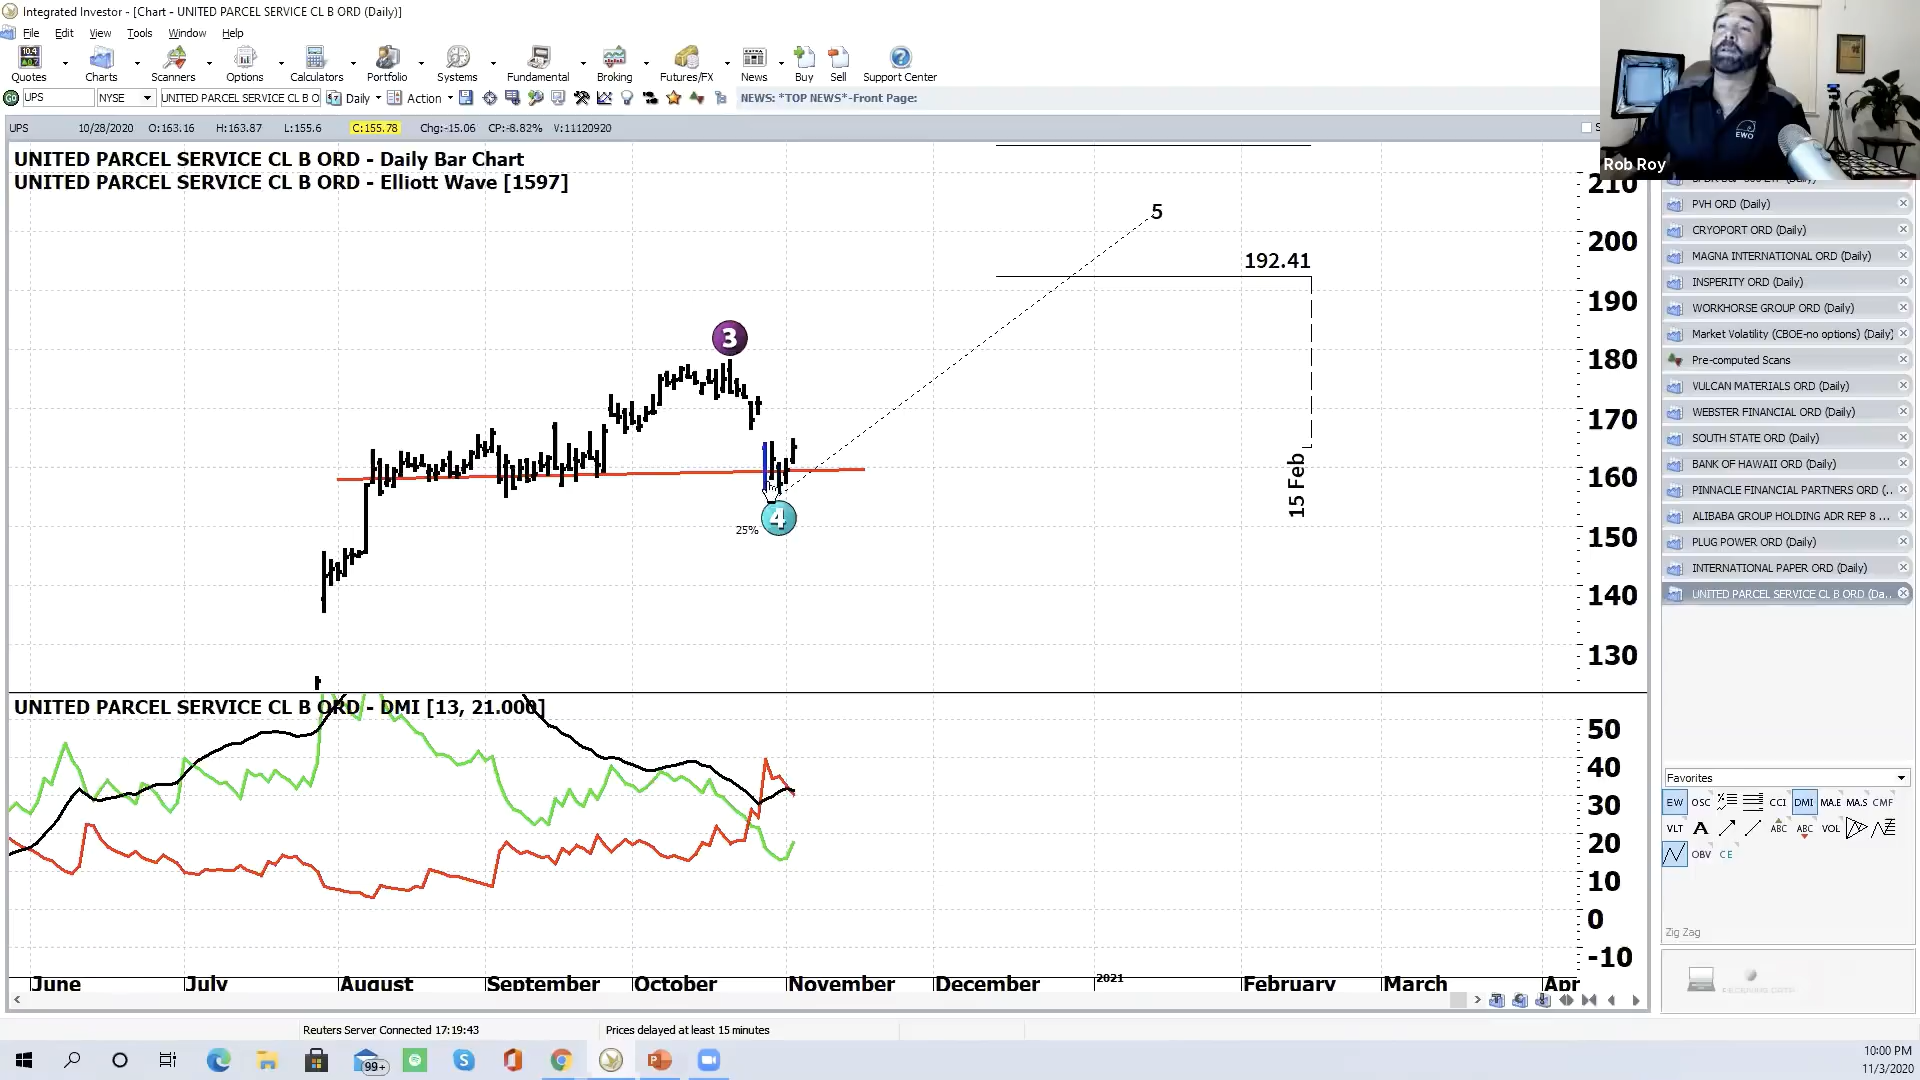 Integrated Investor - [Chart - UNITED PARCEL SERVICE CL B ORD (Daily)]
File Edit View Tools Window Help
Quotes Charts Scanners Options Calculators Portfolio Systems Fundamental Broking Futures/FX News Buy Sell Support Center
UPS NYSE UNITED PARCEL SERVICE CL B O Daily Action NEWS: *TOP NEWS*-Front Page:
UPS 10/28/2020 O:163.16 H:163.87 L:155.6 C:155.78 Chg:-15.06 CP:-8.82% V:11120920
UNITED PARCEL SERVICE CL B ORD - Daily Bar Chart
UNITED PARCEL SERVICE CL B ORD - Elliott Wave [1597]
EWO
Rob Roy
210
5
200
192.41
190
3
180
170
160
15 Feb
4
25%
150
140
130
UNITED PARCEL SERVICE CL B ORD - DMI [13, 21.000]
50
40
30
20
10
0
-10
June July August September October November December 2021 February March Apr
PVH ORD (Daily)
CRYOPORT ORD (Daily)
MAGNA INTERNATIONAL ORD (Daily)
INSPERITY ORD (Daily)
WORKHORSE GROUP ORD (Daily)
Market Volatility (CBOE-no options) (Daily)
Pre-computed Scans
VULCAN MATERIALS ORD (Daily)
WEBSTER FINANCIAL ORD (Daily)
SOUTH STATE ORD (Daily)
BANK OF HAWAII ORD (Daily)
PINNACLE FINANCIAL PARTNERS ORD (..
ALIBABA GROUP HOLDING ADR REP 8 ...
PLUG POWER ORD (Daily)
INTERNATIONAL PAPER ORD (Daily)
UNITED PARCEL SERVICE CL B ORD (Da..
Favorites
EW OSC CCI DMI MA.E MA.S CMF
VLT A ABC ABC VOL
OBV CE
Zig Zag
Reuters Server Connected 17:19:43 Prices delayed at least 15 minutes
99+
10:00 PM
11/3/2020